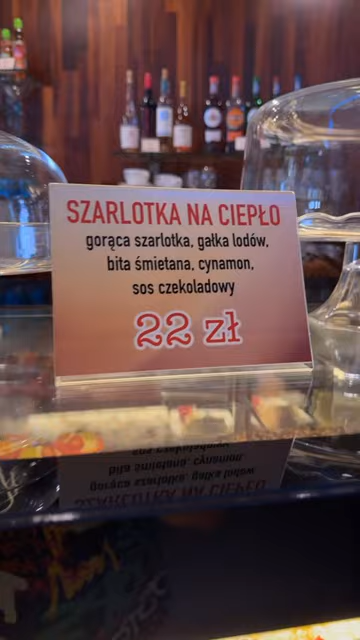 SZARLOTKA NA CIEPŁO
gorąca szarlotka, gałka lodów,
bita śmietana, cynamon,
sos czekoladowy
22 zł